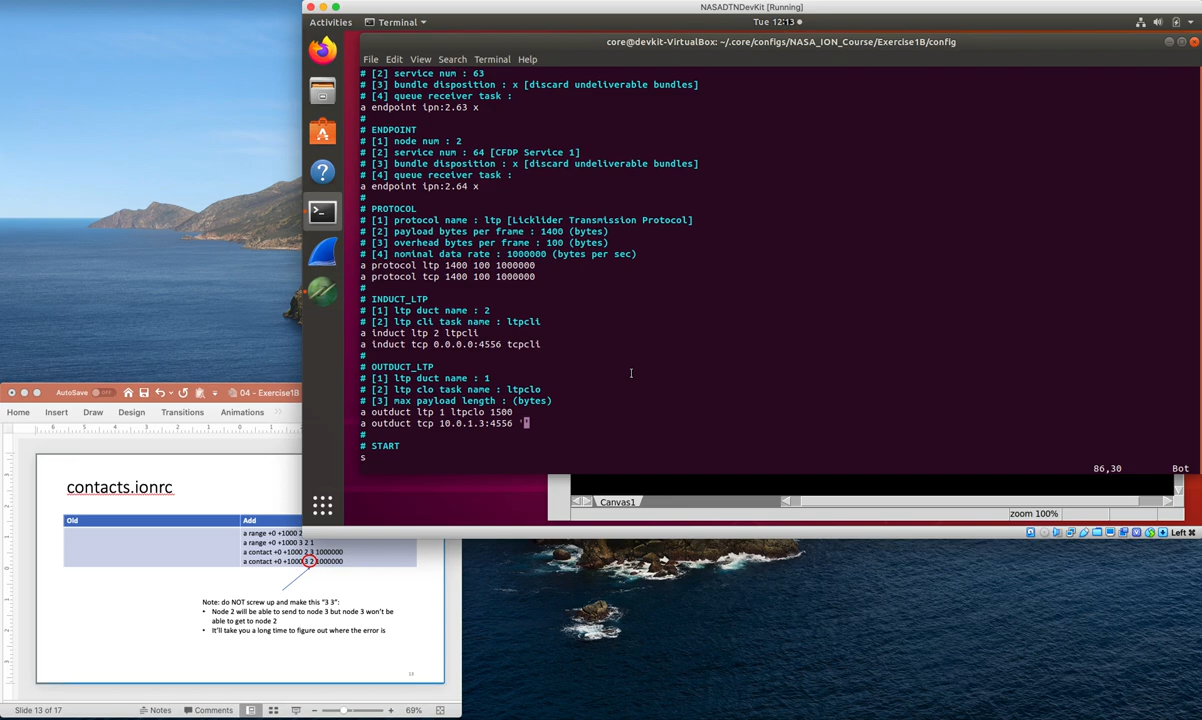 NASADTNDevKit [Running]
Activities
Terminal
Tue 12:13
core@devkit-VirtualBox: ~/.core/configs/NASA_ION_Course/Exercise1B/config
File Edit View Search Terminal Help
# [2] service num : 63
# [3] bundle disposition : x [discard undeliverable bundles]
# [4] queue receiver task :
a endpoint ipn:2.63 x
#
# ENDPOINT
# [1] node num : 2
# [2] service num : 64 [CFDP Service 1]
# [3] bundle disposition : x [discard undeliverable bundles]
# [4] queue receiver task :
a endpoint ipn:2.64 x
#
# PROTOCOL
# [1] protocol name : ltp [Licklider Transmission Protocol]
# [2] payload bytes per frame : 1400 (bytes)
# [3] overhead bytes per frame : 100 (bytes)
# [4] nominal data rate : 1000000 (bytes per sec)
a protocol ltp 1400 100 1000000
a protocol tcp 1400 100 1000000
#
# INDUCT_LTP
# [1] ltp duct name : 2
# [2] ltp cli task name : ltpcli
a induct ltp 2 ltpcli
a induct tcp 0.0.0.0:4556 tcpcli
#
# OUTDUCT_LTP
# [1] ltp duct name : 1
# [2] ltp clo task name : ltpclo
# [3] max payload length : (bytes)
a outduct ltp 1 ltpclo 1500
a outduct tcp 10.0.1.3:4556 ''
#
# START
s
86,30 Bot
Canvas1
zoom 100%
Left ⌘
AutoSave OFF
04 - Exercise1B
Home Insert Draw Design Transitions Animations
contacts.ionrc
Old Add
a range +0 +1000 2
a range +0 +1000 3 2 1
a contact +0 +1000 2 3 1000000
a contact +0 +1000 3 2 1000000
Note: do NOT screw up and make this "3 3":
• Node 2 will be able to send to node 3 but node 3 won't be
able to get to node 2
• It'll take you a long time to figure out where the error is
13
Slide 13 of 17
Notes
Comments
69%